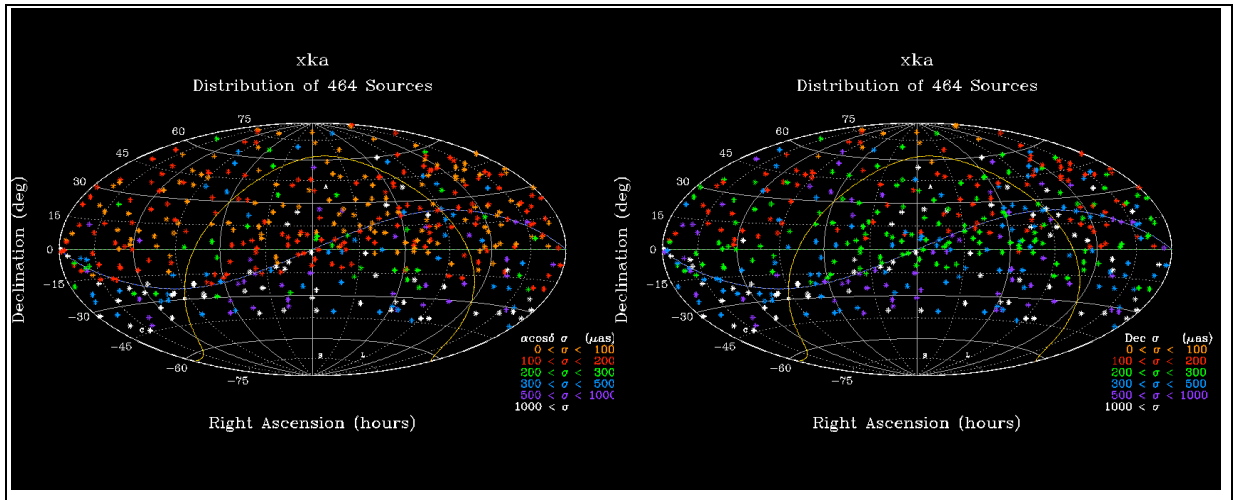 xka
Distribution of 464 Sources
75
60
45
30
15
0
-15
-30
-45
-60
-75
Declination (deg)
A
B
C
S
L
αcosδ σ (μas)
0 < σ < 100
100 < σ < 200
200 < σ < 300
300 < σ < 500
500 < σ < 1000
1000 < σ
Right Ascension (hours)
xka
Distribution of 464 Sources
75
60
45
30
15
0
-15
-30
-45
-60
-75
Declination (deg)
A
C
L
Dec σ (μas)
0 < σ < 100
100 < σ < 200
200 < σ < 300
300 < σ < 500
500 < σ < 1000
1000 < σ
Right Ascension (hours)